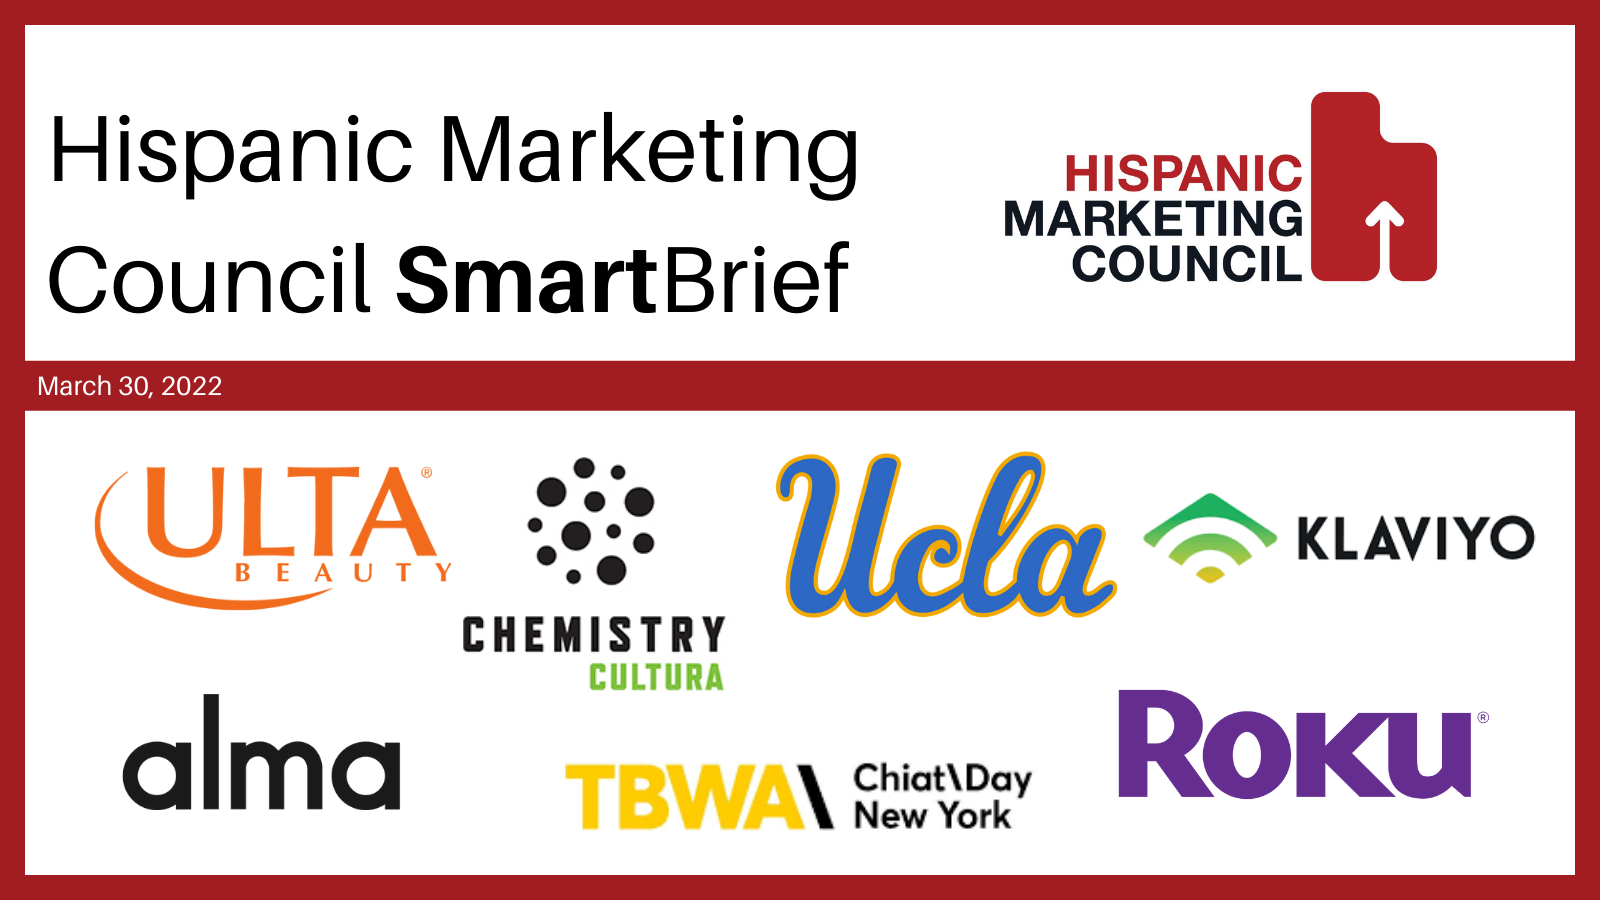 Hispanic Marketing
Council SmartBrief
HISPANIC
MARKETING
COUNCIL
March 30, 2022
ULTA®
BEAUTY
CHEMISTRY
CULTURA
Ucla
KLAVIYO
alma
TBWA\
Chiat\Day
New York
ROKU®